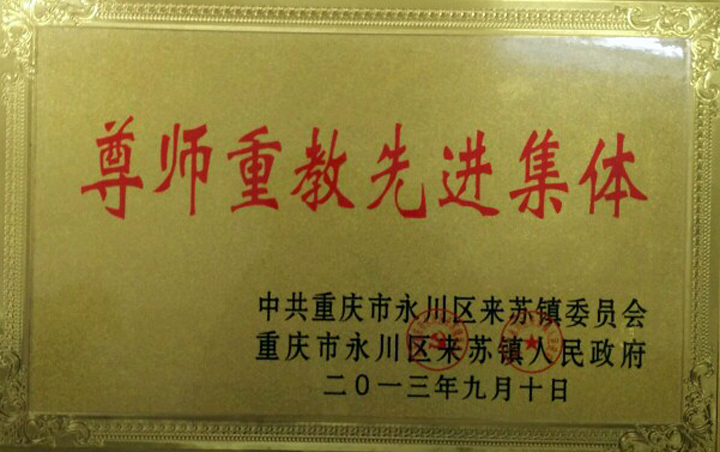 尊师重教先进集体
中共重庆市永川区来苏镇委员会
重庆市永川区来苏镇人民政府
二〇一三年九月十日